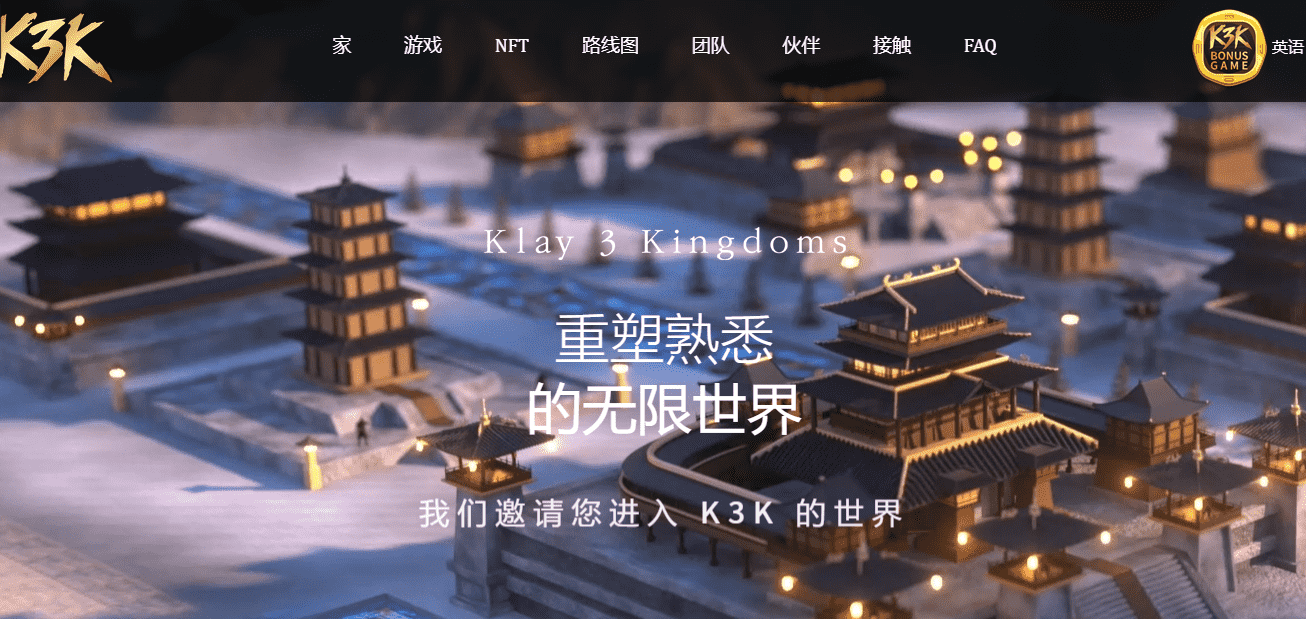 K3K
家 游戏 NFT 路线图 团队 伙伴 接触 FAQ
K3K
BONUS
GAME
英语
Klay 3 Kingdoms
重塑熟悉
的无限世界
我们邀请您进入 K3K 的世界